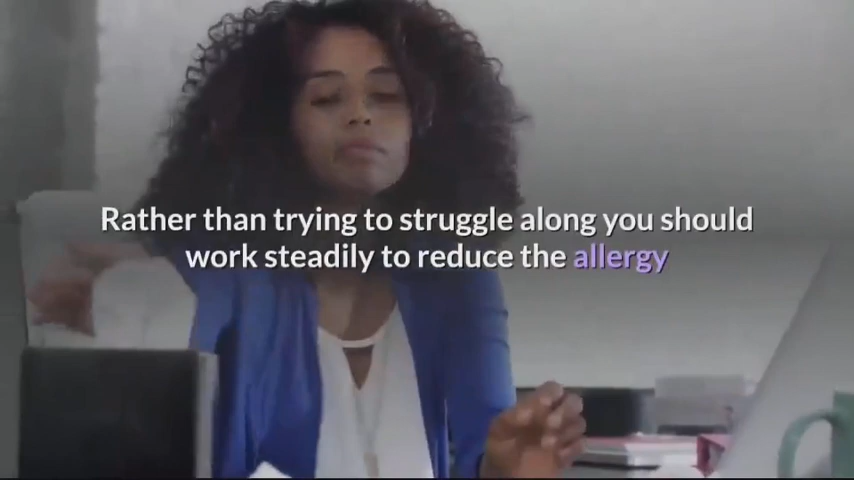 Rather than trying to struggle along you should
work steadily to reduce the allergy